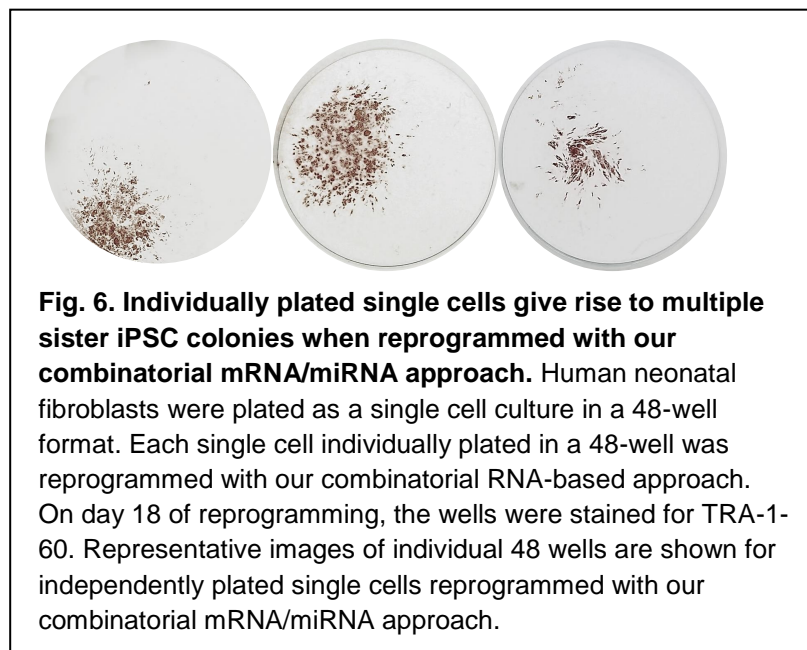 Fig. 6. Individually plated single cells give rise to multiple
sister iPSC colonies when reprogrammed with our
combinatorial mRNA/miRNA approach. Human neonatal
fibroblasts were plated as a single cell culture in a 48-well
format. Each single cell individually plated in a 48-well was
reprogrammed with our combinatorial RNA-based approach.
On day 18 of reprogramming, the wells were stained for TRA-1-
60. Representative images of individual 48 wells are shown for
independently plated single cells reprogrammed with our
combinatorial mRNA/miRNA approach.